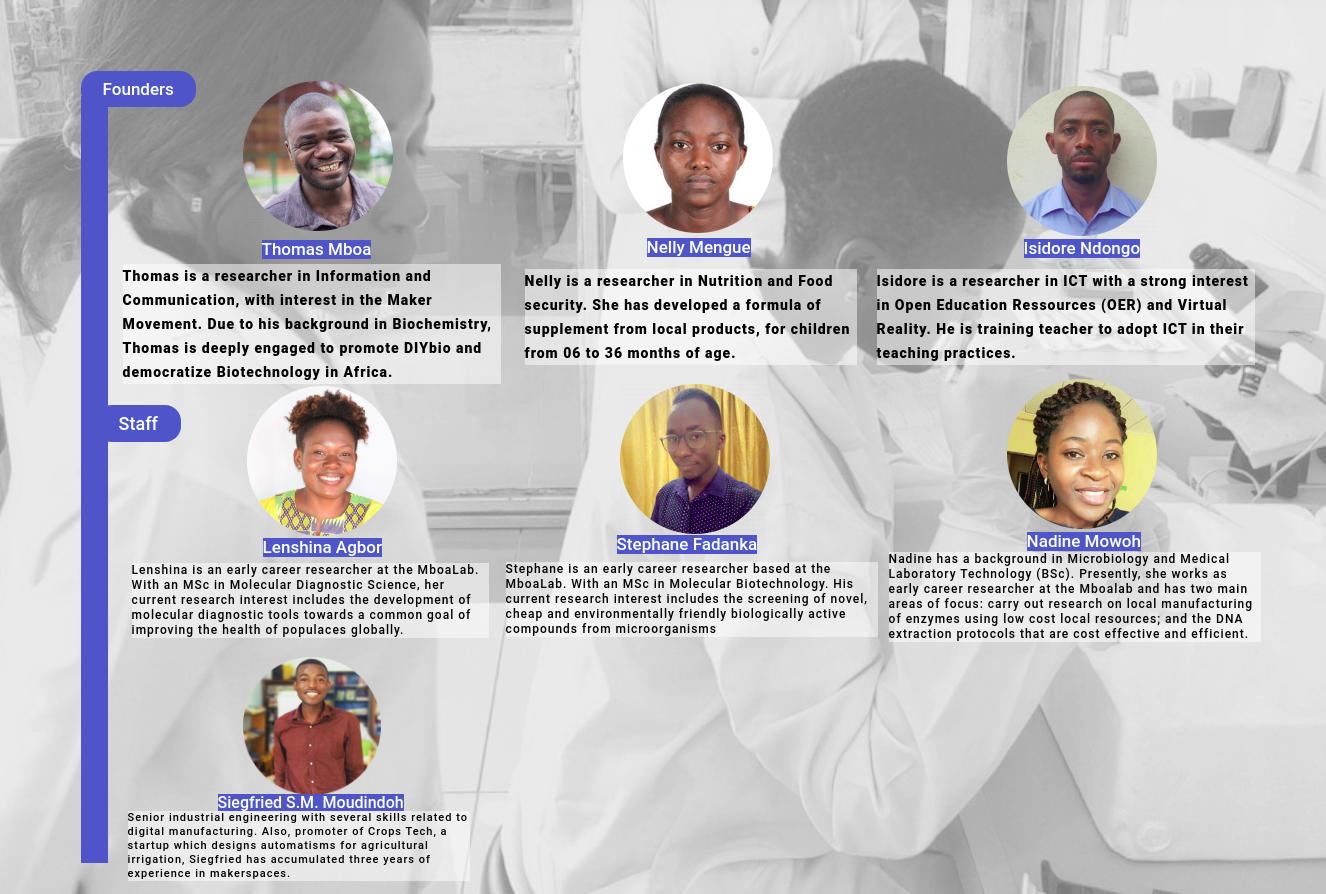 Founders
Thomas Mboa
Thomas is a researcher in Information and
Communication, with interest in the Maker
Movement. Due to his background in Biochemistry,
Thomas is deeply engaged to promote DIYbio and
democratize Biotechnology in Africa.
Nelly Mengue
Nelly is a researcher in Nutrition and Food
security. She has developed a formula of
supplement from local products, for children
from 06 to 36 months of age.
Isidore Ndongo
Isidore is a researcher in ICT with a strong interest
in Open Education Ressources (OER) and Virtual
Reality. He is training teacher to adopt ICT in their
teaching practices.
Staff
Lenshina Agbor
Lenshina is an early career researcher at the MboaLab.
With an MSc in Molecular Diagnostic Science, her
current research interest includes the development of
molecular diagnostic tools towards a common goal of
improving the health of populaces globally.
Stephane Fadanka
Stephane is an early career researcher based at the
MboaLab. With an MSc in Molecular Biotechnology. His
current research interest includes the screening of novel,
cheap and environmentally friendly biologically active
compounds from microorganisms
Nadine Mowoh
Nadine has a background in Microbiology and Medical
Laboratory Technology (BSc). Presently, she works as
early career researcher at the Mboalab and has two main
areas of focus: carry out research on local manufacturing
of enzymes using low cost local resources; and the DNA
extraction protocols that are cost effective and efficient.
Siegfried S.M. Moudindoh
Senior industrial engineering with several skills related to
digital manufacturing. Also, promoter of Crops Tech, a
startup which designs automatisms for agricultural
irrigation, Siegfried has accumulated three years of
experience in makerspaces.